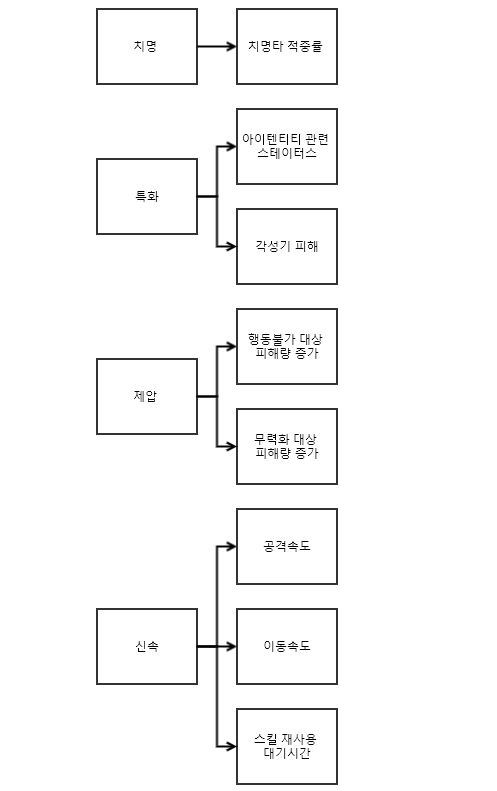 치명
치명타 적중률
특화
아이텐티티 관련
스테이터스
각성기 피해
제압
행동불가 대상
피해량 증가
무력화 대상
피해량 증가
신속
공격속도
이동속도
스킬 재사용
대기시간